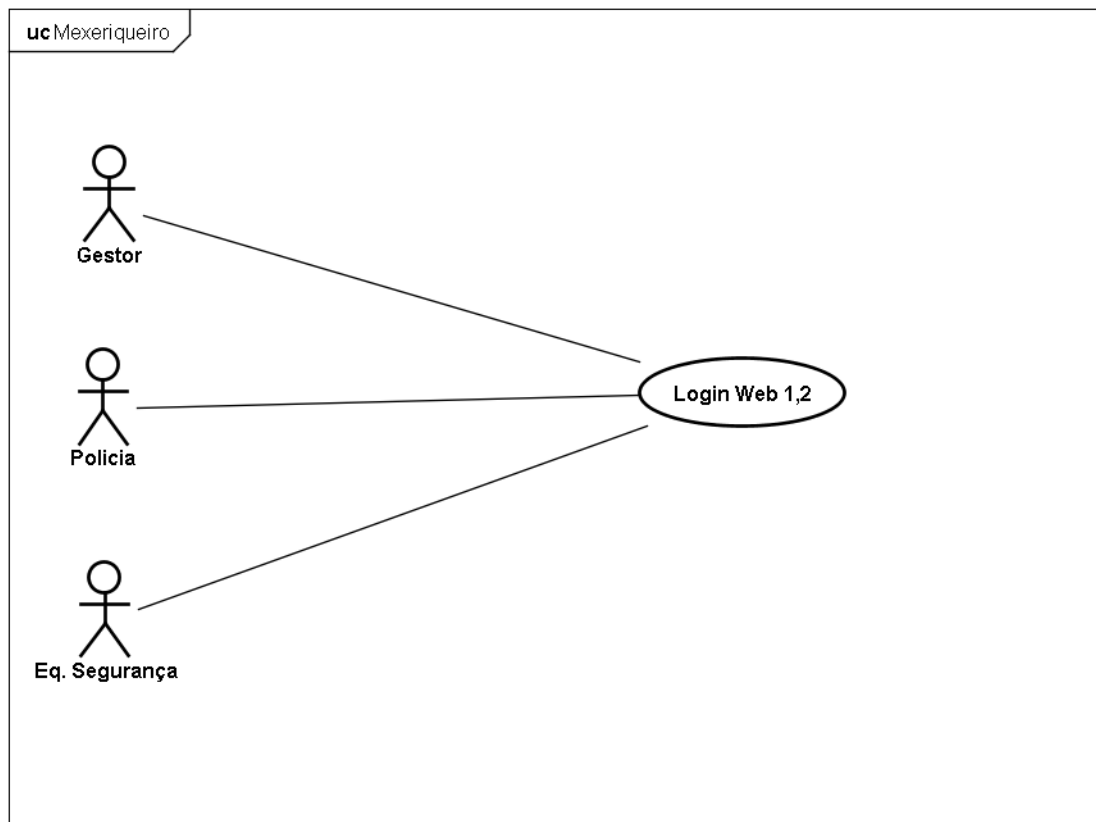 uc Mexeriqueiro
Gestor
Policia
Login Web 1,2
Eq. Segurança